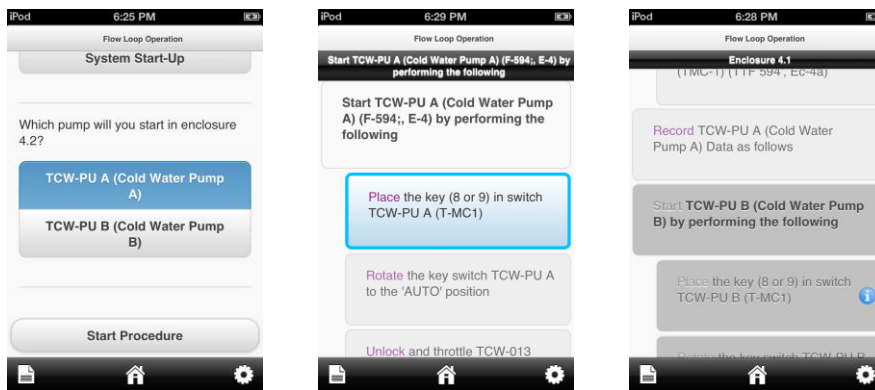 iPod 6:25 PM
Flow Loop Operation
System Start-Up
Which pump will you start in enclosure
4.2?
TCW-PU A (Cold Water Pump
A)
TCW-PU B (Cold Water Pump
B)
Start Procedure
iPod 6:29 PM
Flow Loop Operation
Start TCW-PU A (Cold Water Pump A) (F-594;, E-4) by
performing the following
Start TCW-PU A (Cold Water Pump
A) (F-594;, E-4) by performing the
following
Place the key (8 or 9) in switch
TCW-PU A (T-MC1)
Rotate the key switch TCW-PU A
to the 'AUTO' position
Unlock and throttle TCW-013
iPod 6:28 PM
Flow Loop Operation
Enclosure 4.1
(TMC-1) (TTF 594', Ec-4a)
Record TCW-PU A (Cold Water
Pump A) Data as follows
Start TCW-PU B (Cold Water Pump
B) by performing the following
Place the key (8 or 9) in switch
TCW-PU B (T-MC1)
Rotate the key switch TCW-PU B